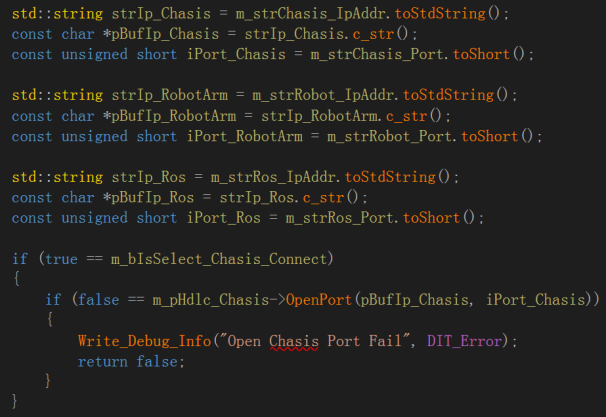 std::string strIp_Chasis = m_strChasis_IpAddr.toStdString();
const char *pBufIp_Chasis = strIp_Chasis.c_str();
const unsigned short iPort_Chasis = m_strChasis_Port.toShort();
std::string strIp_RobotArm = m_strRobot_IpAddr.toStdString();
const char *pBufIp_RobotArm = strIp_RobotArm.c_str();
const unsigned short iPort_RobotArm = m_strRobot_Port.toShort();
std::string strIp_Ros = m_strRos_IpAddr.toStdString();
const char *pBufIp_Ros = strIp_Ros.c_str();
const unsigned short iPort_Ros = m_strRos_Port.toShort();
if (true == m_bIsSelect_Chasis_Connect)
{
if (false == m_pHdlc_Chasis->OpenPort(pBufIp_Chasis, iPort_Chasis))
{
Write_Debug_Info("Open Chasis Port Fail", DIT_Error);
return false;
}
}